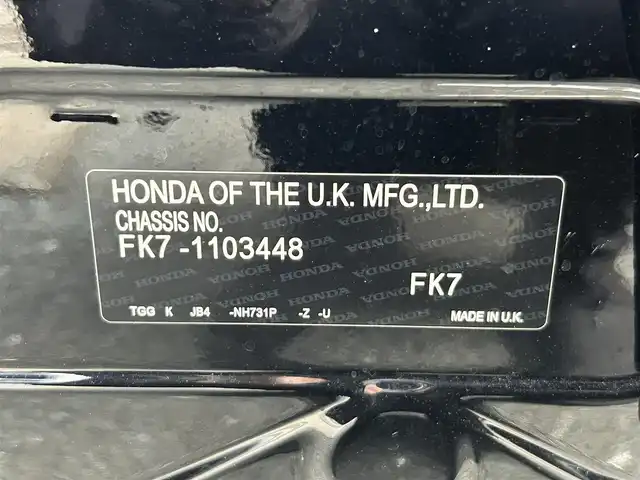 HONDA OF THE U.K. MFG.,LTD.
CHASSIS NO.
FK7 -1103448
FK7
TGG K JB4 -NH731P -Z -U MADE IN U.K.